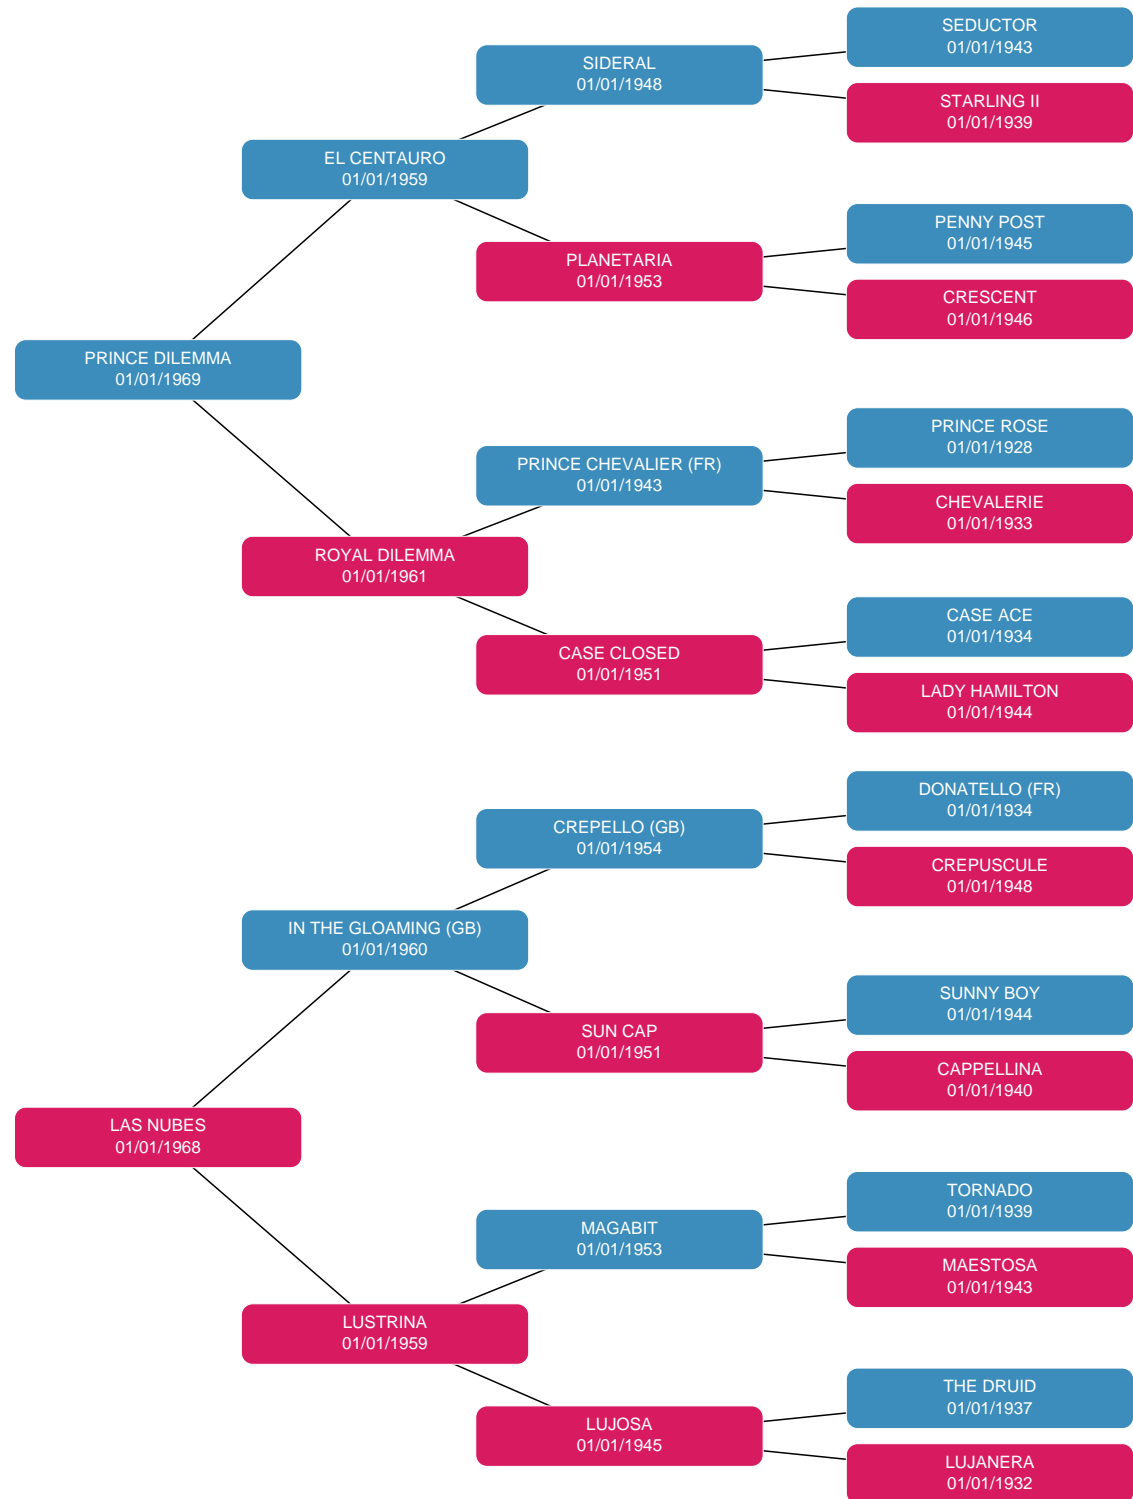 SEDUCTOR
01/01/1943
SIDERAL
01/01/1948
STARLING II
01/01/1939
EL CENTAURO
01/01/1959
PENNY POST
01/01/1945
PLANETARIA
01/01/1953
CRESCENT
01/01/1946
PRINCE DILEMMA
01/01/1969
PRINCE ROSE
01/01/1928
PRINCE CHEVALIER (FR)
01/01/1943
CHEVALERIE
01/01/1933
ROYAL DILEMMA
01/01/1961
CASE ACE
01/01/1934
CASE CLOSED
01/01/1951
LADY HAMILTON
01/01/1944
DONATELLO (FR)
01/01/1934
CREPELLO (GB)
01/01/1954
CREPUSCULE
01/01/1948
IN THE GLOAMING (GB)
01/01/1960
SUNNY BOY
01/01/1944
SUN CAP
01/01/1951
CAPPELLINA
01/01/1940
LAS NUBES
01/01/1968
TORNADO
01/01/1939
MAGABIT
01/01/1953
MAESTOSA
01/01/1943
LUSTRINA
01/01/1959
THE DRUID
01/01/1937
LUJOSA
01/01/1945
LUJANERA
01/01/1932